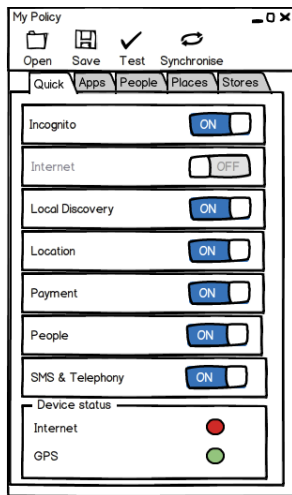 My Policy
Open Save Test Synchronise
Quick Apps People Places Stores
Incognito ON
Internet OFF
Local Discovery ON
Location ON
Payment ON
People ON
SMS & Telephony ON
Device status
Internet
GPS